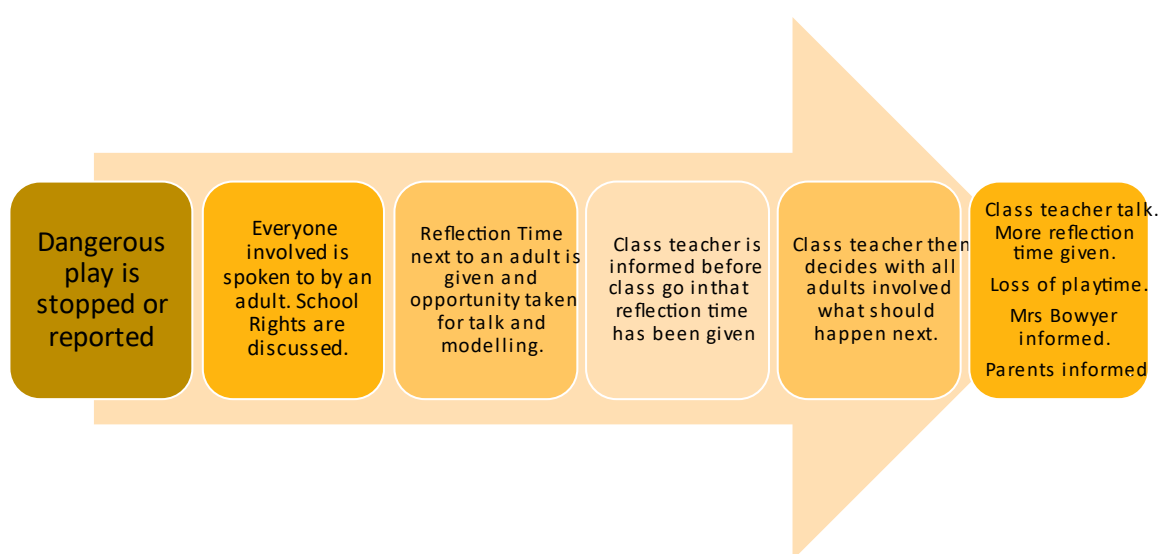 Dangerous
play is
stopped or
reported
Everyone
involved is
spoken to by an
adult. School
Rights are
discussed.
Reflection Time
next to an adult is
given and
opportunity taken
for talk and
modelling.
Class teacher is
informed before
class go inthat
reflection time
has been given
Class teacher then
decides with all
adults involved
what should
happen next.
Class teacher talk.
More reflection
time given.
Loss of playtime.
Mrs Bowyer
informed.
Parents informed